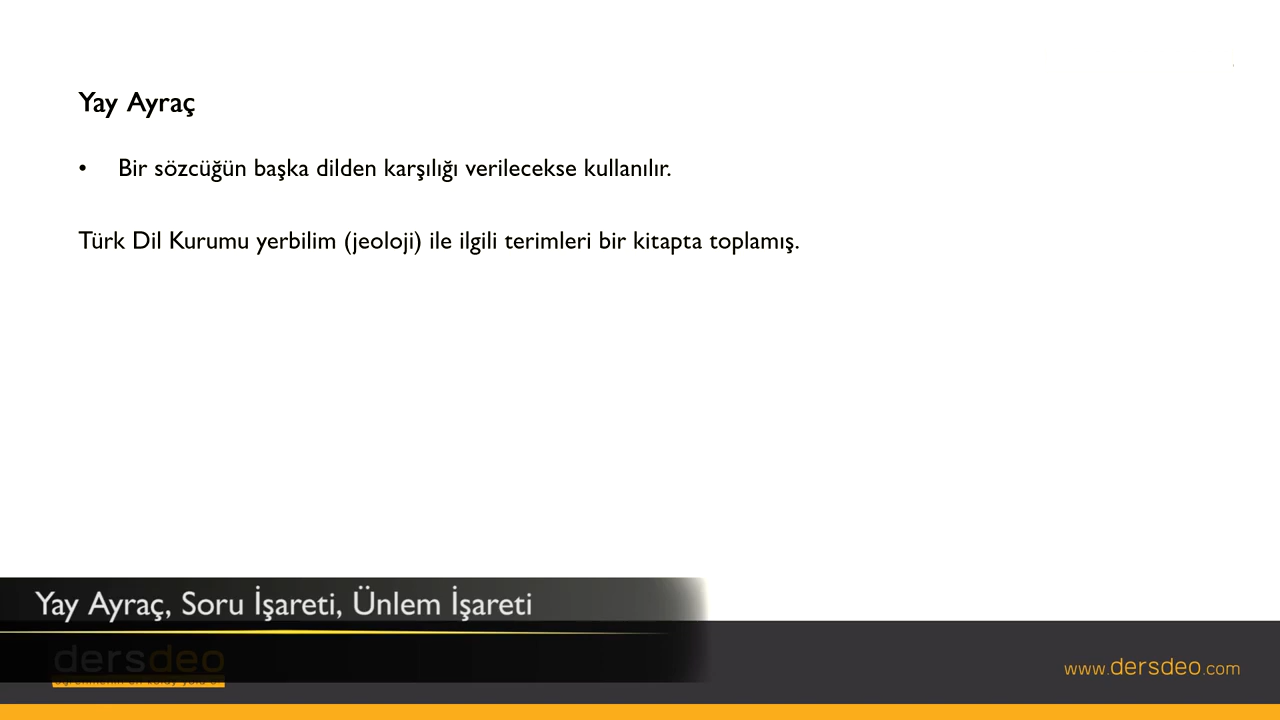 Yay Ayraç
• Bir sözcüğün başka dilden karşılığı verilecekse kullanılır.
Türk Dil Kurumu yerbilim (jeoloji) ile ilgili terimleri bir kitapta toplamış.
Yay Ayraç, Soru İşareti, Ünlem İşareti
dersdeo
www.dersdeo.com